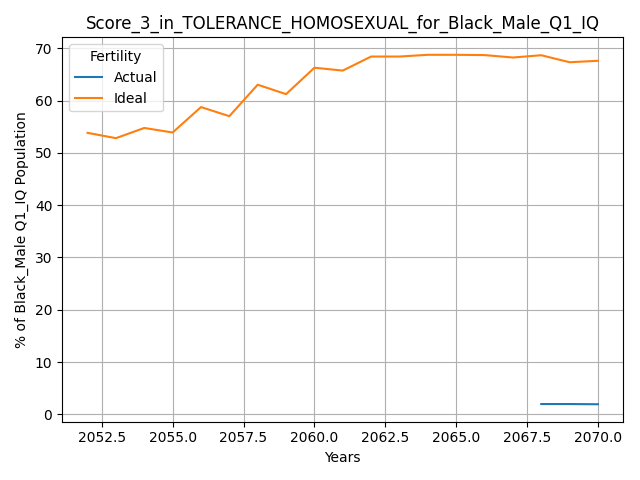 Score_3_in_TOLERANCE_HOMOSEXUAL_for_Black_Male_Q1_IQ
Fertility
Actual
Ideal
% of Black_Male Q1_IQ Population
70
60
50
40
30
20
10
0
2052.5 2055.0 2057.5 2060.0 2062.5 2065.0 2067.5 2070.0
Years